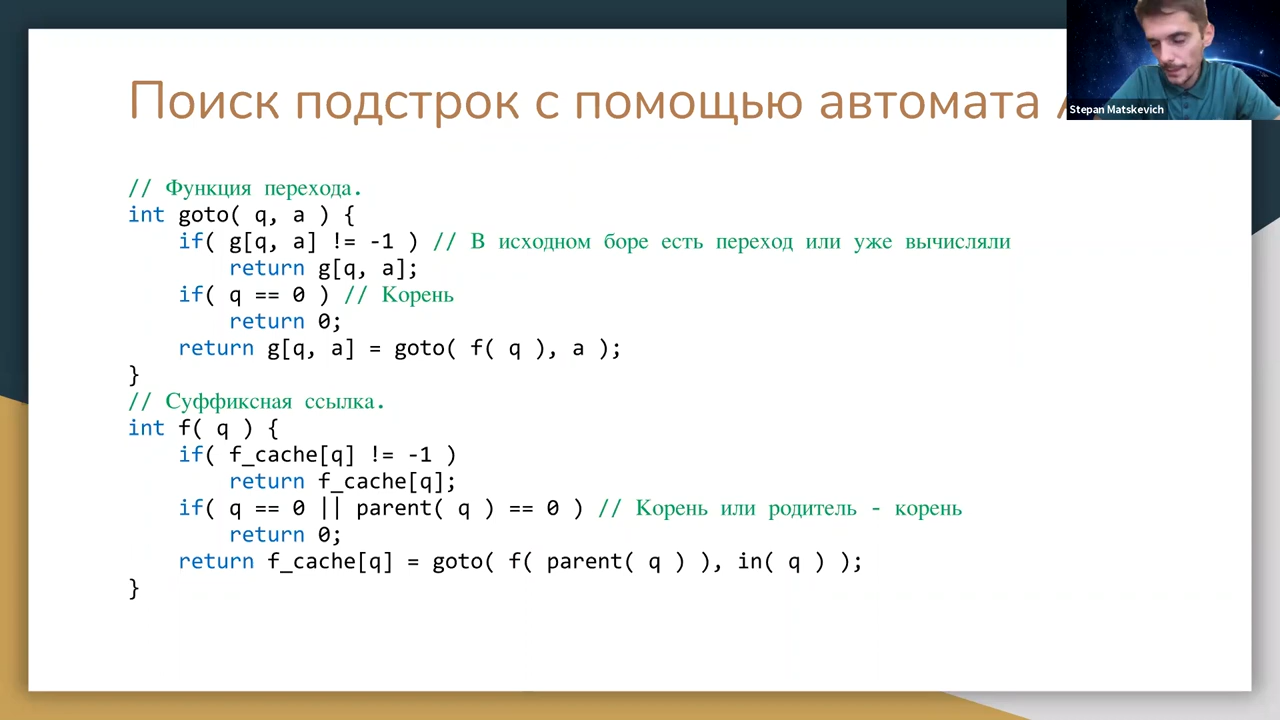 Поиск подстрок с помощью автомата
Stepan Matskevich
// Функция перехода.
int goto( q, a ) {
if( g[q, a] != -1 ) // В исходном боре есть переход или уже вычисляли
return g[q, a];
if( q == 0 ) // Корень
return 0;
return g[q, a] = goto( f( q ), a );
}
// Суффиксная ссылка.
int f( q ) {
if( f_cache[q] != -1 )
return f_cache[q];
if( q == 0 || parent( q ) == 0 ) // Корень или родитель - корень
return 0;
return f_cache[q] = goto( f( parent( q ) ), in( q ) );
}